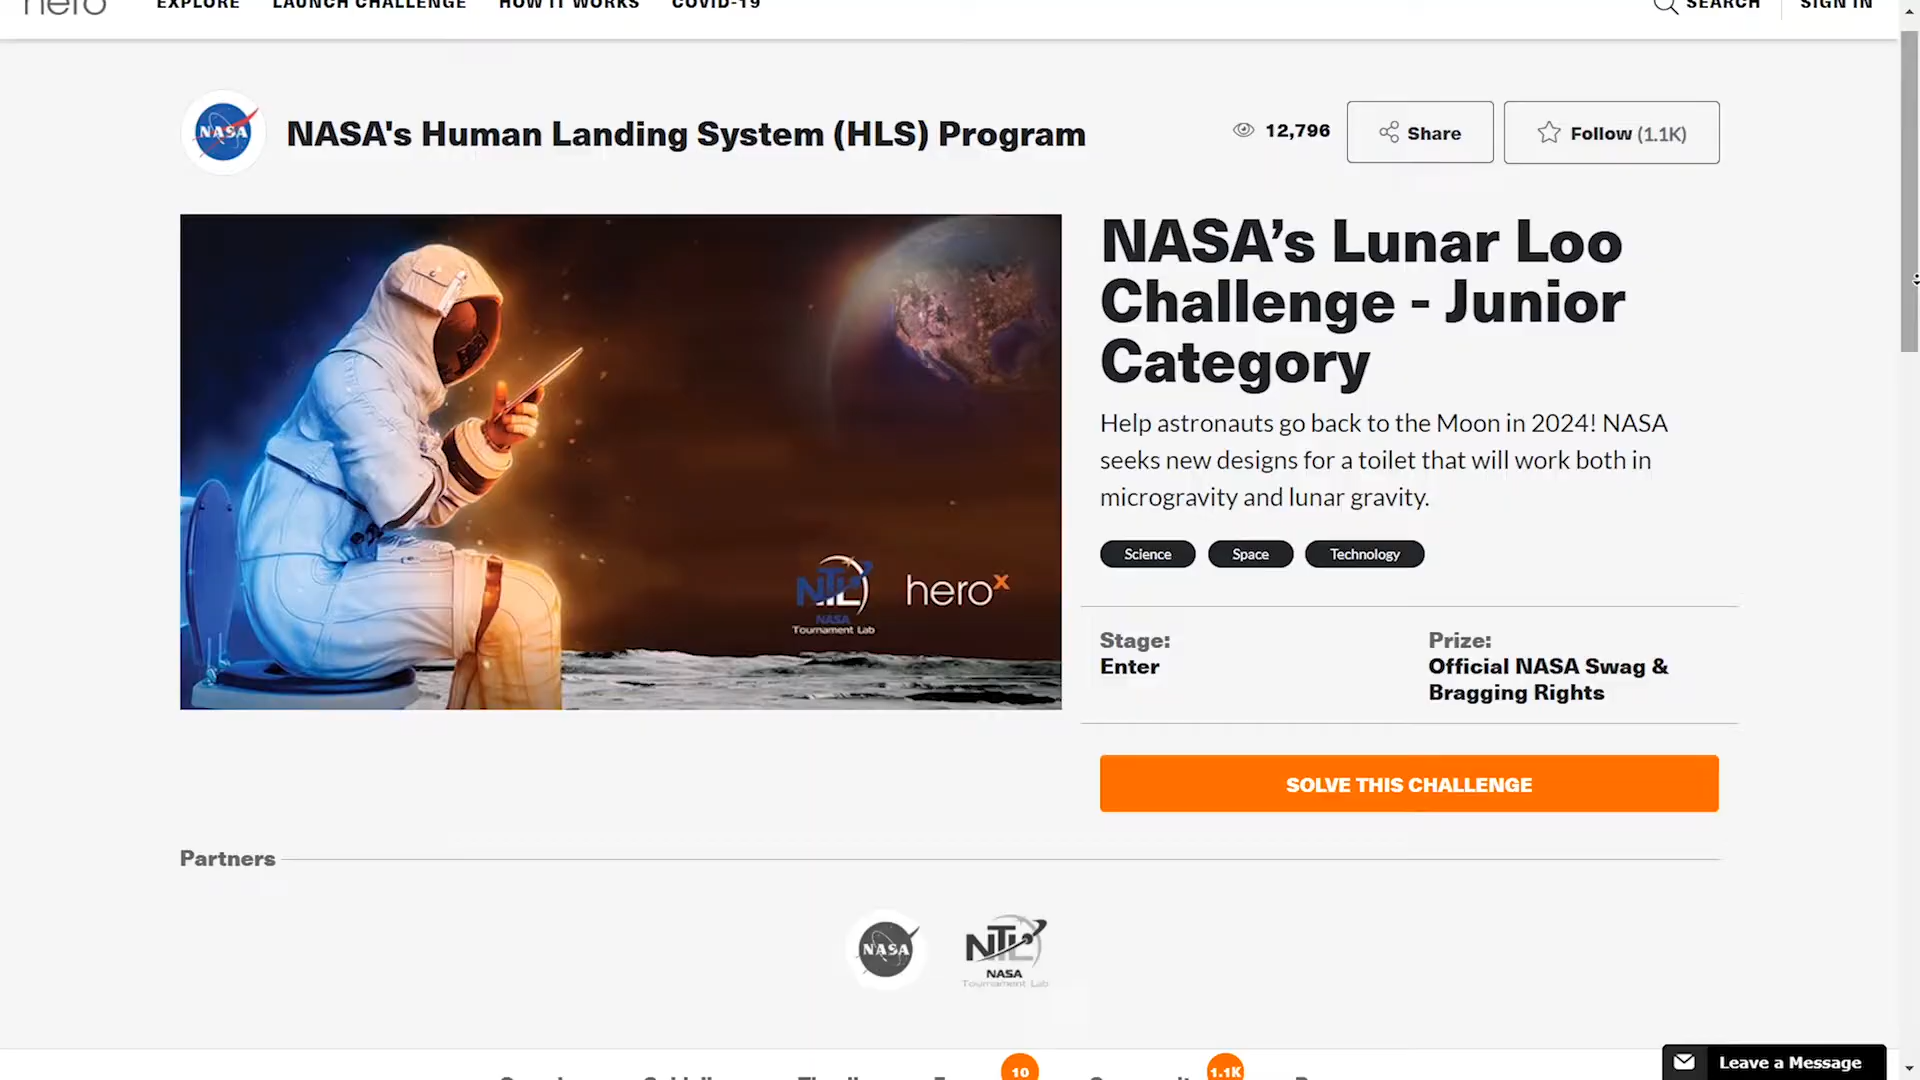 hero
EXPLORE LAUNCH CHALLENGE HOW IT WORKS COVID-19 SEARCH SIGN IN
NASA
NASA's Human Landing System (HLS) Program
12,796
Share
Follow (1.1K)
NASA’s Lunar Loo
Challenge - Junior
Category
Help astronauts go back to the Moon in 2024! NASA
seeks new designs for a toilet that will work both in
microgravity and lunar gravity.
Science Space Technology
NTL
NASA
Tournament Lab
herox
Stage:
Enter
Prize:
Official NASA Swag &
Bragging Rights
SOLVE THIS CHALLENGE
Partners
NASA
NTL
NASA
Tournament Lab
10
1.1K
Leave a Message